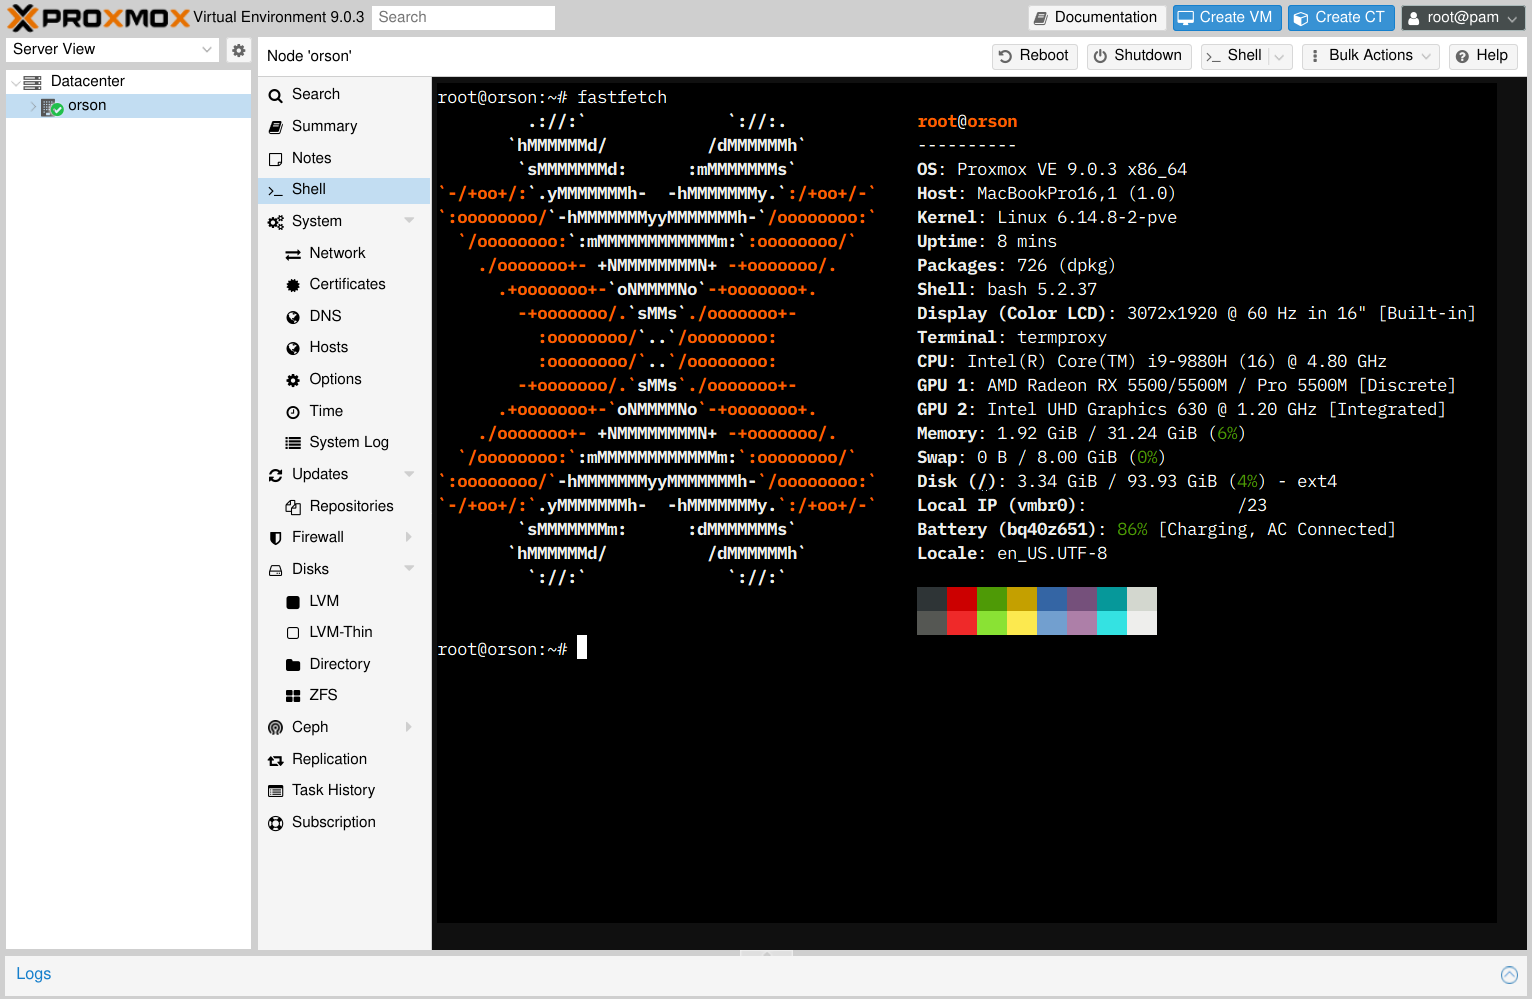 PROXMOX Virtual Environment 9.0.3 Search Documentation Create VM Create CT root@pam
Server View
Node 'orson' Reboot Shutdown Shell Bulk Actions Help
Datacenter
orson
Search
Summary
Notes
Shell
System
Network
Certificates
DNS
Hosts
Options
Time
System Log
Updates
Repositories
Firewall
Disks
LVM
LVM-Thin
Directory
ZFS
Ceph
Replication
Task History
Subscription
root@orson:~# fastfetch
.://:` `://:.
`hMMMMMMd/ /dMMMMMMh`
`sMMMMMMMd: :mMMMMMMMs`
`-/+oo+/:`.yMMMMMMMh- -hMMMMMMMy.`:/+oo+/-`
`:oooooooo/`-hMMMMMMMyyMMMMMMMh-`/oooooooo:`
`/oooooooo:`:mMMMMMMMMMMMMm:`:oooooooo/`
./ooooooo+- +NMMMMMMMMN+ -+ooooooo/.
.+ooooooo+-`oNMMMMNo`-+ooooooo+.
-+ooooooo/.`sMMs`./ooooooo+-
:oooooooo/`..`/oooooooo:
:oooooooo/`..`/oooooooo:
-+ooooooo/.`sMMs`./ooooooo+-
.+ooooooo+-`oNMMMMNo`-+ooooooo+.
./ooooooo+- +NMMMMMMMMN+ -+ooooooo/.
`/oooooooo:`:mMMMMMMMMMMMMm:`:oooooooo/`
`:oooooooo/`-hMMMMMMMyyMMMMMMMh-`/oooooooo:`
`-/+oo+/:`.yMMMMMMMh- -hMMMMMMMy.`:/+oo+/-`
`sMMMMMMMm: :dMMMMMMMs`
`hMMMMMMd/ /dMMMMMMh`
`://:` `://:`
root@orson
----------
OS: Proxmox VE 9.0.3 x86_64
Host: MacBookPro16,1 (1.0)
Kernel: Linux 6.14.8-2-pve
Uptime: 8 mins
Packages: 726 (dpkg)
Shell: bash 5.2.37
Display (Color LCD): 3072x1920 @ 60 Hz in 16" [Built-in]
Terminal: termproxy
CPU: Intel(R) Core(TM) i9-9880H (16) @ 4.80 GHz
GPU 1: AMD Radeon RX 5500/5500M / Pro 5500M [Discrete]
GPU 2: Intel UHD Graphics 630 @ 1.20 GHz [Integrated]
Memory: 1.92 GiB / 31.24 GiB (6%)
Swap: 0 B / 8.00 GiB (0%)
Disk (/): 3.34 GiB / 93.93 GiB (4%) - ext4
Local IP (vmbr0): /23
Battery (bq40z651): 86% [Charging, AC Connected]
Locale: en_US.UTF-8
root@orson:~#
Logs